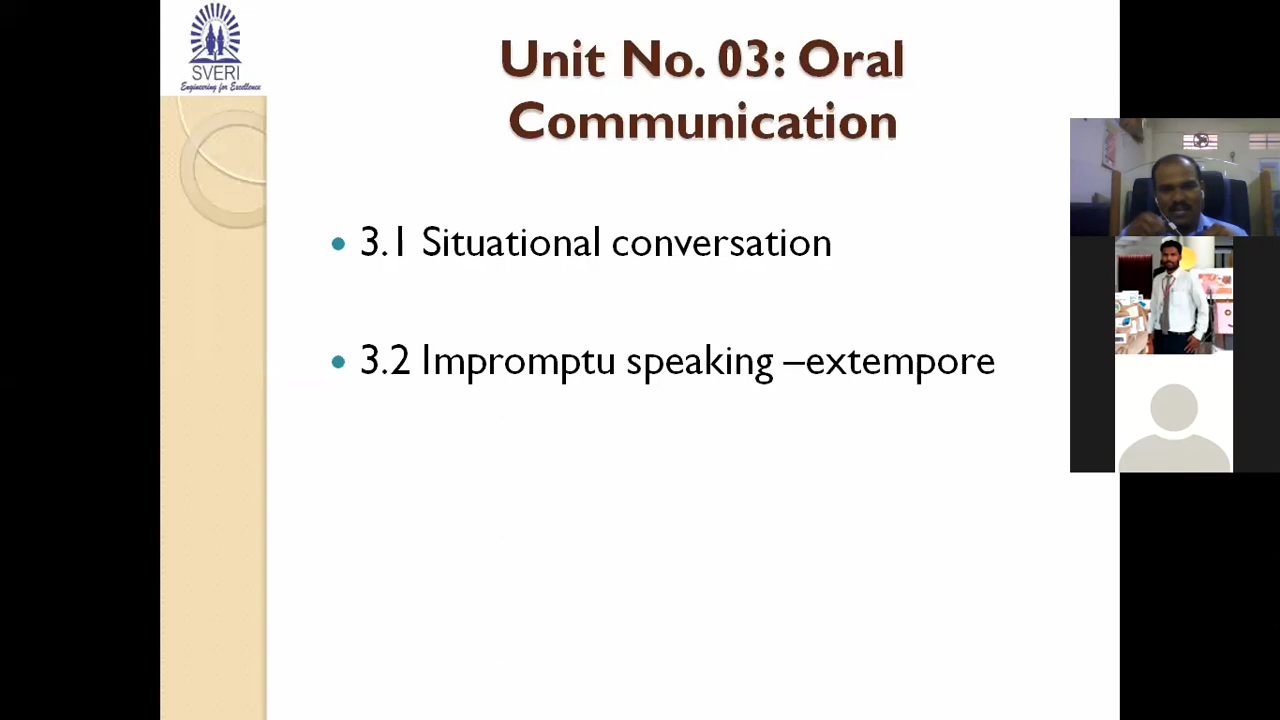 SVERI
Engineering for Excellence
Unit No. 03: Oral
Communication
• 3.1 Situational conversation
• 3.2 Impromptu speaking –extempore